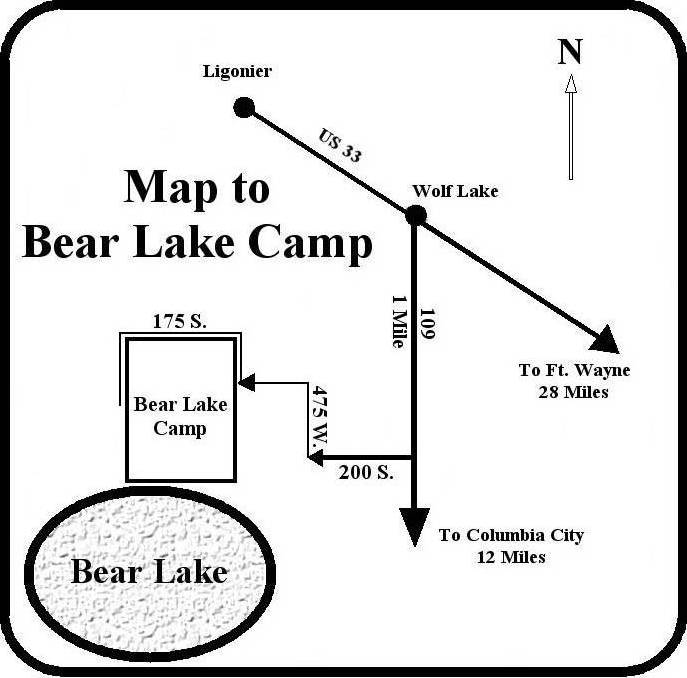 N
Ligonier
US 33
Map to
Bear Lake Camp
Wolf Lake
109
1 Mile
175 S.
To Ft. Wayne
28 Miles
Bear Lake
Camp
475 W.
200 S.
To Columbia City
12 Miles
Bear Lake